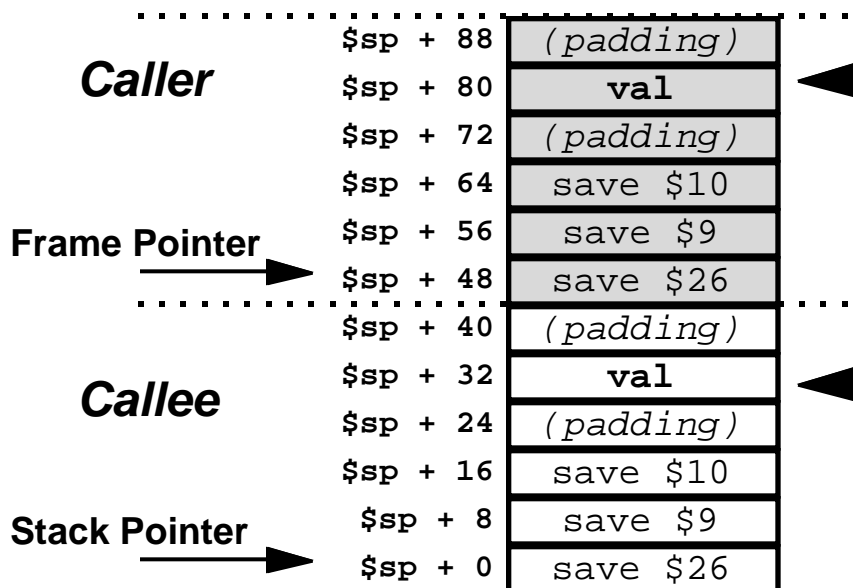 $sp + 88 (padding)
Caller $sp + 80 val
$sp + 72 (padding)
$sp + 64 save $10
Frame Pointer $sp + 56 save $9
$sp + 48 save $26
$sp + 40 (padding)
Callee $sp + 32 val
$sp + 24 (padding)
$sp + 16 save $10
Stack Pointer $sp + 8 save $9
$sp + 0 save $26